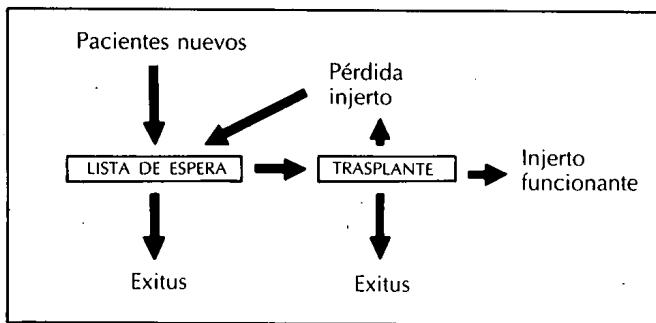 Pacientes nuevos
Pérdida
injerto
LISTA DE ESPERA
TRASPLANTE
Injerto
funcionante
Exitus
Exitus